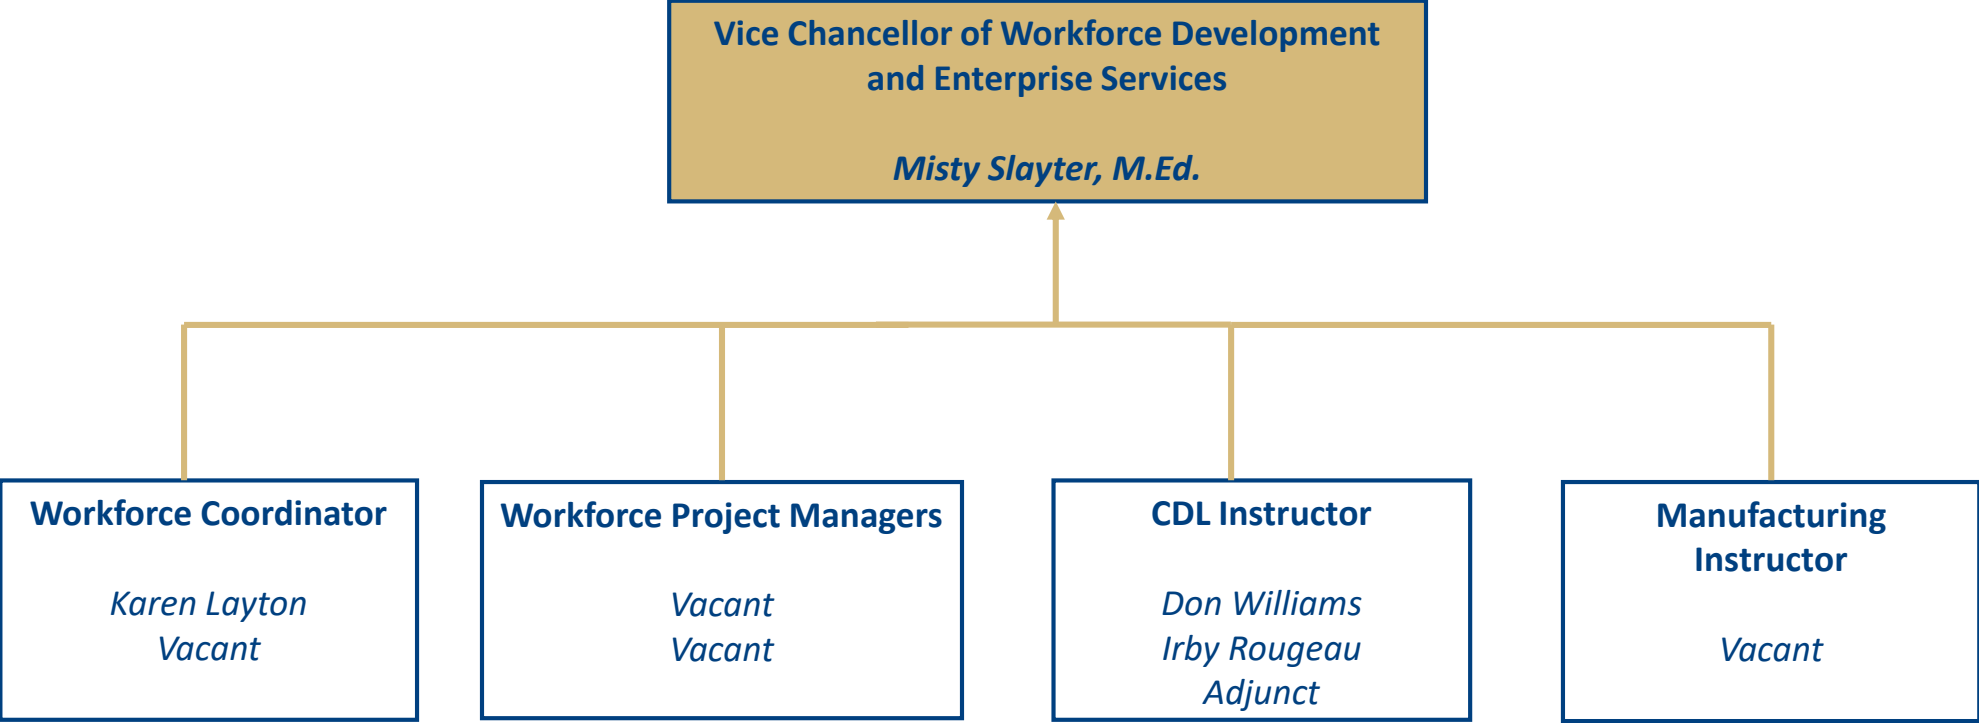 Vice Chancellor of Workforce Development
and Enterprise Services
Misty Slayter, M.Ed.
Workforce Coordinator
Karen Layton
Vacant
Workforce Project Managers
Vacant
Vacant
CDL Instructor
Don Williams
Irby Rougeau
Adjunct
Manufacturing
Instructor
Vacant